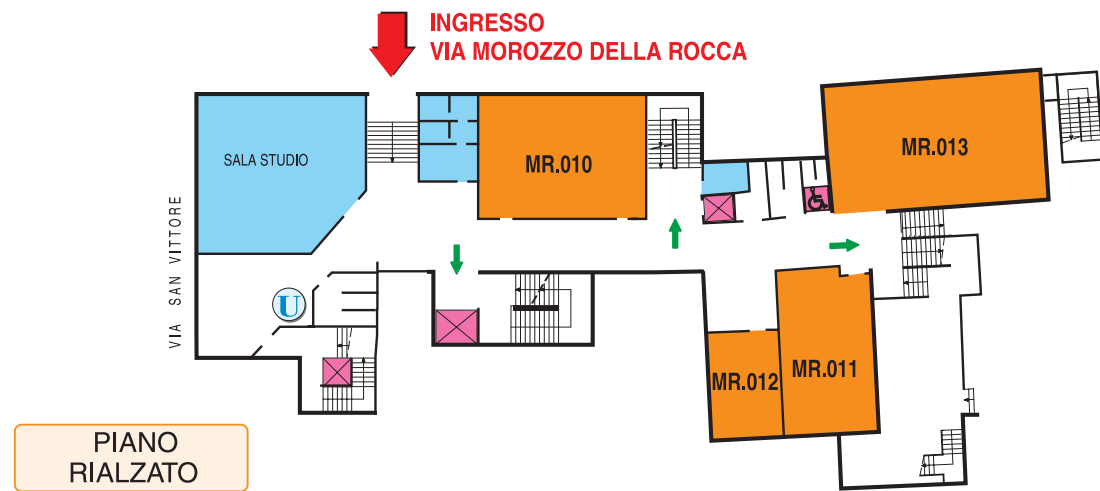 INGRESSO
VIA MOROZZO DELLA ROCCA
SALA STUDIO
MR.010
MR.013
VIA SAN VITTORE
U
MR.012
MR.011
PIANO
RIALZATO